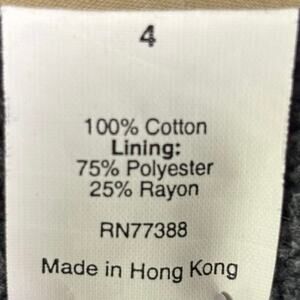 4
100% Cotton
Lining:
75% Polyester
25% Rayon
RN77388
Made in Hong Kong